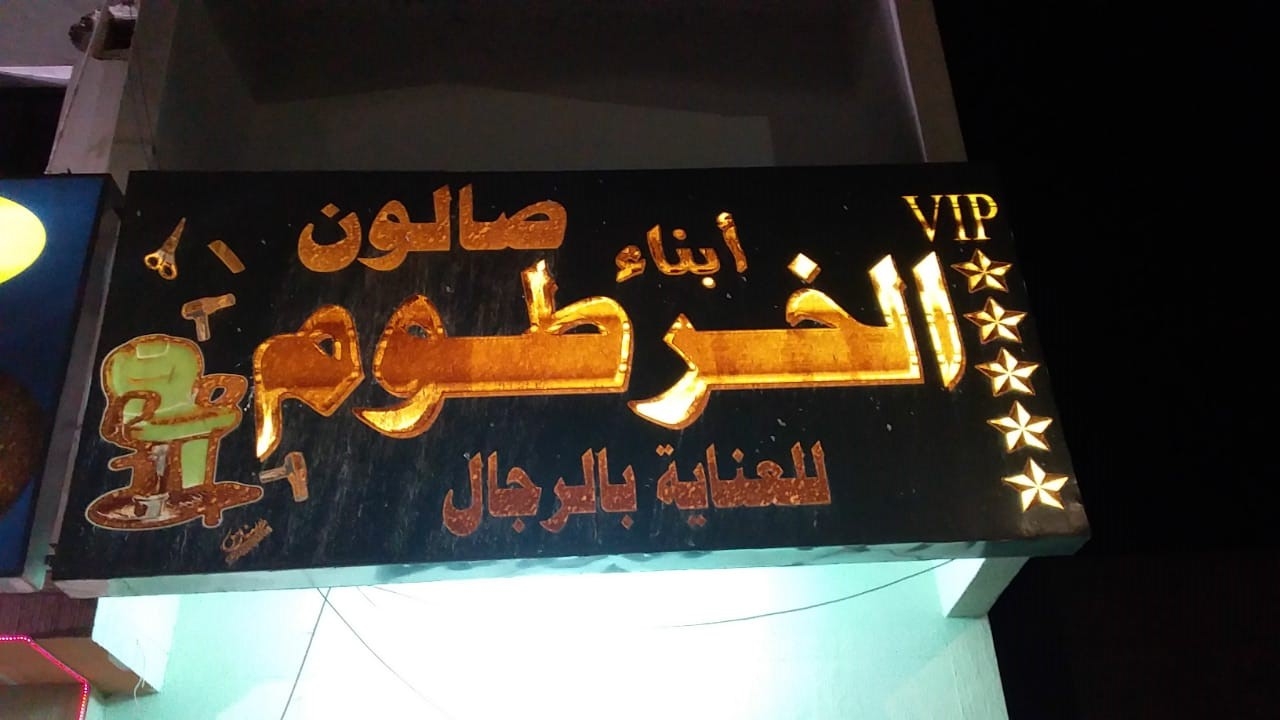 VIP
صالون
أبناء
الخرطوم
للعناية بالرجال